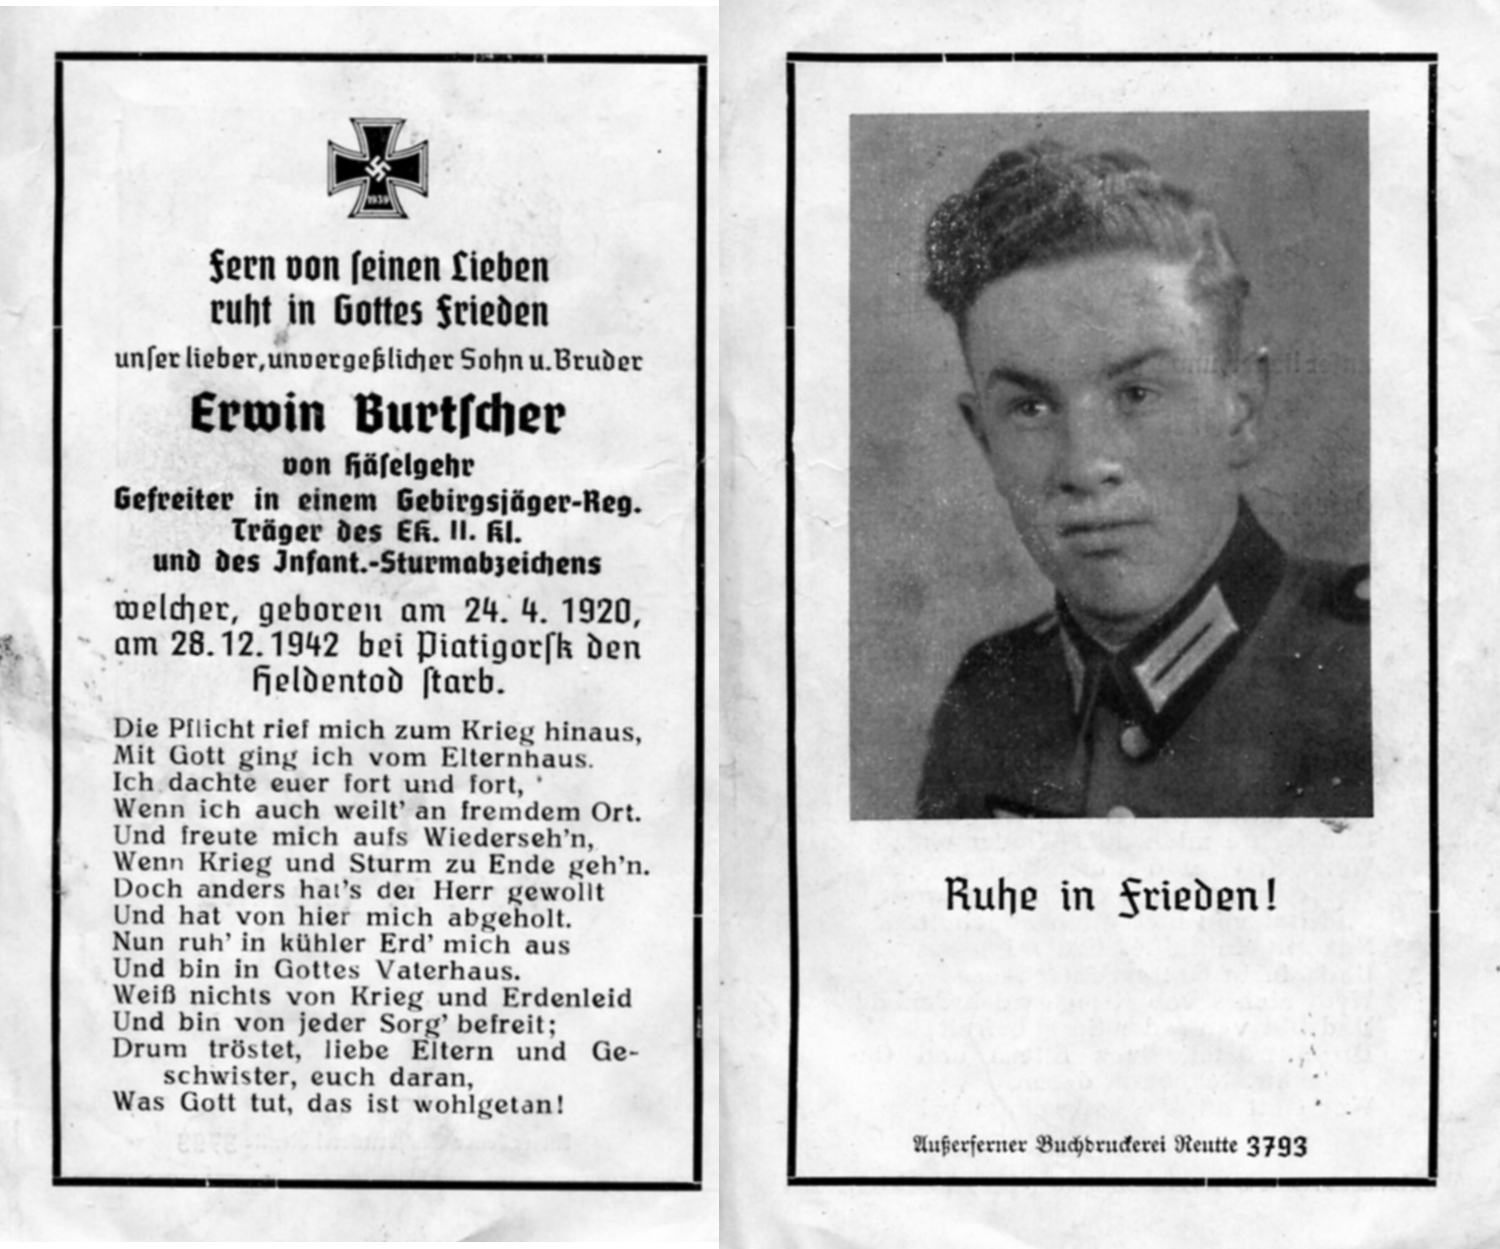 1939
Fern von seinen Lieben
ruht in Gottes Frieden
unser lieber, unvergeßlicher Sohn u. Bruder
Erwin Burtscher
von Häselgehr
Gefreiter in einem Gebirgsjäger-Reg.
Träger des EK. II. Kl.
und des Infant.-Sturmabzeichens
welcher, geboren am 24. 4. 1920,
am 28. 12. 1942 bei Piatigorsk den
Heldentod starb.
Die Pflicht rief mich zum Krieg hinaus,
Mit Gott ging ich vom Elternhaus.
Ich dachte euer fort und fort,
Wenn ich auch weilt' an fremdem Ort.
Und freute mich aufs Wiederseh'n,
Wenn Krieg und Sturm zu Ende geh'n.
Doch anders hat's der Herr gewollt
Und hat von hier mich abgeholt.
Nun ruh' in kühler Erd' mich aus
Und bin in Gottes Vaterhaus.
Weiß nichts von Krieg und Erdenleid
Und bin von jeder Sorg' befreit;
Drum tröstet, liebe Eltern und Ge-
schwister, euch daran,
Was Gott tut, das ist wohlgetan!
Ruhe in Frieden!
Außerferner Buchdruckerei Reutte 3793